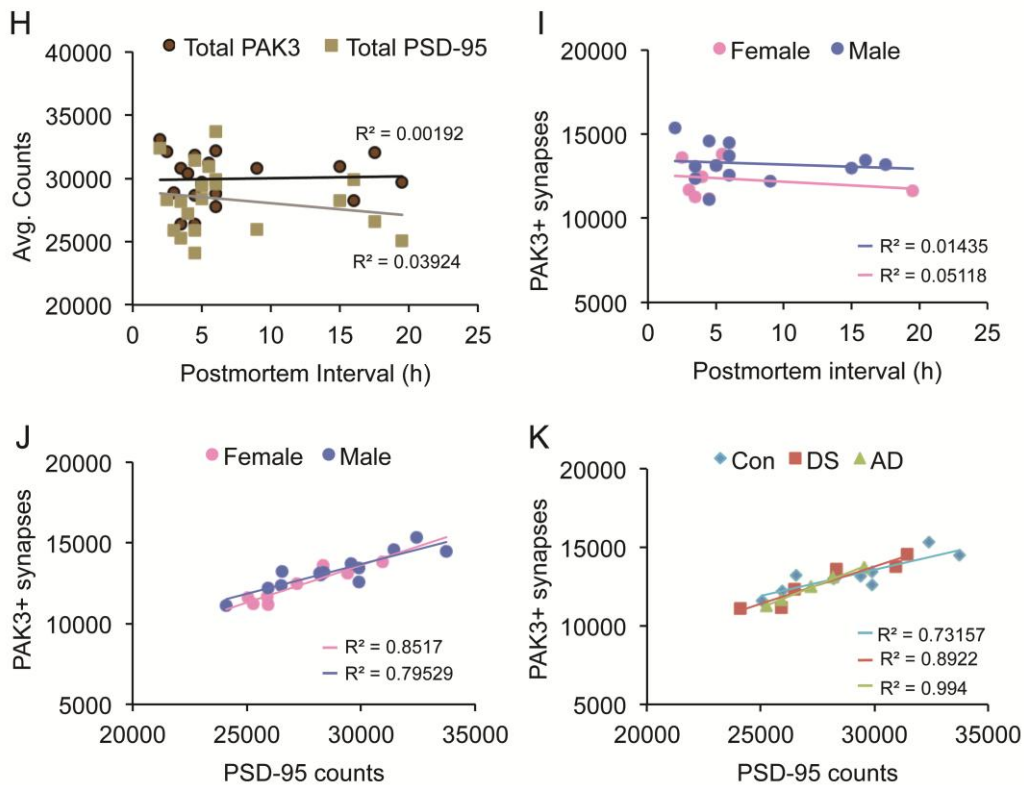 H
Total PAK3 Total PSD-95
40000
35000
30000
25000
20000
Avg. Counts
R² = 0.00192
R² = 0.03924
0 5 10 15 20 25
Postmortem Interval (h)
I
Female Male
20000
15000
10000
5000
PAK3+ synapses
R² = 0.01435
R² = 0.05118
0 5 10 15 20 25
Postmortem interval (h)
J
Female Male
20000
15000
10000
5000
PAK3+ synapses
R² = 0.8517
R² = 0.79529
20000 25000 30000 35000
PSD-95 counts
K
Con DS AD
20000
15000
10000
5000
PAK3+ synapses
R² = 0.73157
R² = 0.8922
R² = 0.994
20000 25000 30000 35000
PSD-95 counts